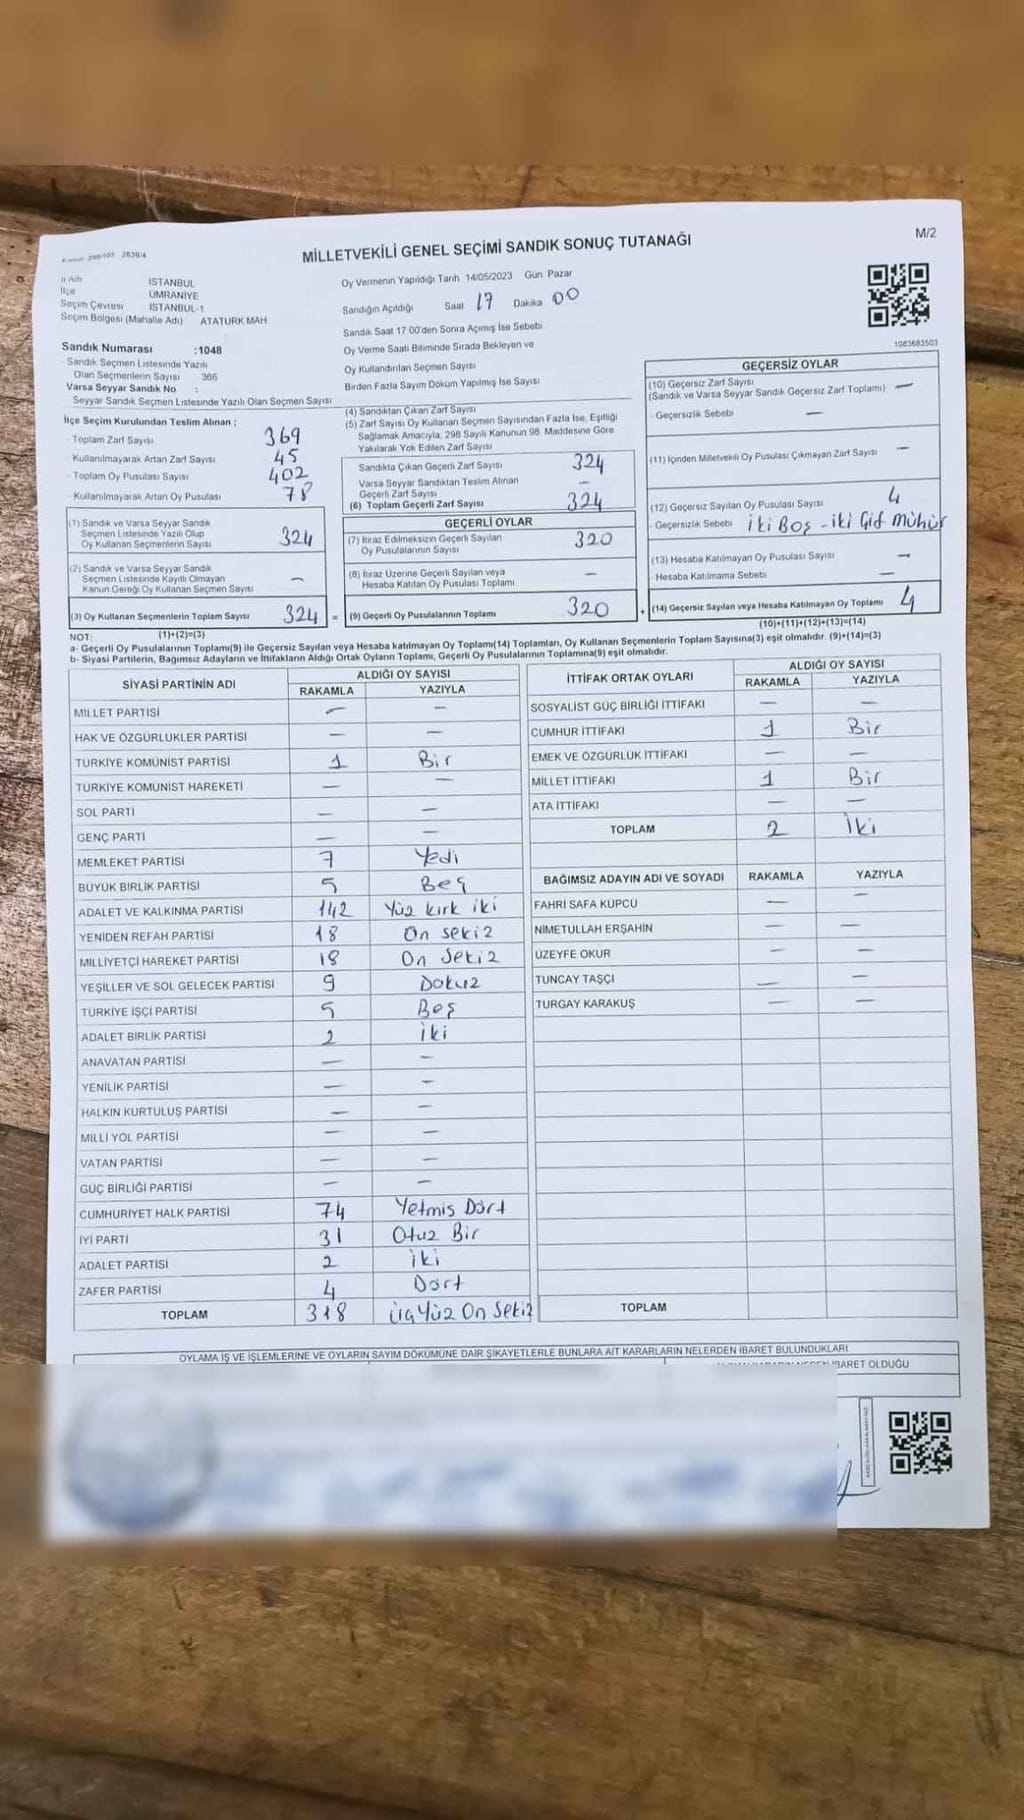 MİLLETVEKİLİ GENEL SEÇİMİ SANDIK SONUÇ TUTANAĞI
M/2
İl Adı İSTANBUL
İlçe ÜMRANİYE
Seçim Çevresi İSTANBUL-1
Seçim Bölgesi (Mahalle Adı) ATATÜRK MAH
Oy Vermenin Yapıldığı Tarih 14/05/2023 Gün Pazar
Sandığın Açıldığı Saat 17 Dakika 00
Sandık Saat 17 00'den Sonra Açımış İse Sebebi
Oy Verme Saati Bitiminde Sırada Bekleyen ve
Oy Kullandırılan Seçmen Sayısı
Birden Fazla Sayım Döküm Yapılmış İse Sayısı
1083683503
Sandık Numarası :1048
- Sandık Seçmen Listesinde Yazılı
Olan Seçmenlerin Sayısı 366
Varsa Seyyar Sandık No :
Seyyar Sandık Seçmen Listesinde Yazılı Olan Seçmen Sayısı
İlçe Seçim Kurulundan Teslim Alınan ;
- Toplam Zarf Sayısı 369
- Kullanılmayarak Artan Zarf Sayısı 45
- Toplam Oy Pusulası Sayısı 402
- Kullanılmayarak Artan Oy Pusulası 78
(1) Sandık ve Varsa Seyyar Sandık
Seçmen Listesinde Yazılı Olup
Oy Kullanan Seçmenlerin Sayısı 324
(2) Sandık ve Varsa Seyyar Sandık
Seçmen Listesinde Kayıtlı Olmayan
Kanun Gereği Oy Kullanan Seçmen Sayısı —
(3) Oy Kullanan Seçmenlerin Toplam Sayısı 324 =
(1)+(2)=(3)
(4) Sandıktan Çıkan Zarf Sayısı
(5) Zarf Sayısı Oy Kullanan Seçmen Sayısından Fazla İse, Eşitliği
Sağlamak Amacıyla, 298 Sayılı Kanunun 98. Maddesine Göre
Yakılarak Yok Edilen Zarf Sayısı
Sandıkta Çıkan Geçerli Zarf Sayısı 324
Varsa Seyyar Sandıktan Teslim Alınan
Geçerli Zarf Sayısı —
(6) Toplam Geçerli Zarf Sayısı 324
GEÇERLİ OYLAR
(7) İtiraz Edilmeksizin Geçerli Sayılan
Oy Pusulalarının Sayısı 320
(8) İtiraz Üzerine Geçerli Sayılan veya
Hesaba Katılan Oy Pusulası Toplamı —
(9) Geçerli Oy Pusulalarının Toplamı 320 +
GEÇERSİZ OYLAR
(10) Geçersiz Zarf Sayısı
(Sandık ve Varsa Seyyar Sandık Geçersiz Zarf Toplamı) —
- Geçersizlik Sebebi —
(11) İçinden Milletvekili Oy Pusulası Çıkmayan Zarf Sayısı —
(12) Geçersiz Sayılan Oy Pusulası Sayısı 4
- Geçersizlik Sebebi İki Boş - iki Çif Mühür
(13) Hesaba Katılmayan Oy Pusulası Sayısı —
- Hesaba Katılmama Sebebi —
(14) Geçersiz Sayılan veya Hesaba Katılmayan Oy Toplamı 4
(10)+(11)+(12)+(13)=(14)
NOT:
a- Geçerli Oy Pusulalarının Toplamı(9) ile Geçersiz Sayılan veya Hesaba katılmayan Oy Toplamı(14) Toplamları, Oy Kullanan Seçmenlerin Toplam Sayısına(3) eşit olmalıdır. (9)+(14)=(3)
b- Siyasi Partilerin, Bağımsız Adayların ve İttifakların Aldığı Ortak Oyların Toplamı, Geçerli Oy Pusulalarının Toplamına(9) eşit olmalıdır.
SİYASİ PARTİNİN ADI ALDIĞI OY SAYISI
RAKAMLA YAZIYLA
MİLLET PARTİSİ — —
HAK VE ÖZGÜRLÜKLER PARTİSİ — —
TÜRKİYE KOMÜNİST PARTİSİ 1 Bir
TÜRKİYE KOMÜNİST HAREKETİ — —
SOL PARTİ — —
GENÇ PARTİ — —
MEMLEKET PARTİSİ 7 Yedi
BÜYÜK BİRLİK PARTİSİ 5 Beş
ADALET VE KALKINMA PARTİSİ 142 Yüz kırk iki
YENİDEN REFAH PARTİSİ 18 On sekiz
MİLLİYETÇİ HAREKET PARTİSİ 18 On Sekiz
YEŞİLLER VE SOL GELECEK PARTİSİ 9 Dokuz
TÜRKİYE İŞÇİ PARTİSİ 5 Beş
ADALET BİRLİK PARTİSİ 2 İki
ANAVATAN PARTİSİ — —
YENİLİK PARTİSİ — —
HALKIN KURTULUŞ PARTİSİ — —
MİLLİ YOL PARTİSİ — —
VATAN PARTİSİ — —
GÜÇ BİRLİĞİ PARTİSİ — —
CUMHURİYET HALK PARTİSİ 74 Yetmiş Dört
İYİ PARTİ 31 Otuz Bir
ADALET PARTİSİ 2 İki
ZAFER PARTİSİ 4 Dört
TOPLAM 318 üçYüz On Sekiz
İTTİFAK ORTAK OYLARI ALDIĞI OY SAYISI
RAKAMLA YAZIYLA
SOSYALİST GÜÇ BİRLİĞİ İTTİFAKI — —
CUMHUR İTTİFAKI 1 Bir
EMEK VE ÖZGÜRLÜK İTTİFAKI — —
MİLLET İTTİFAKI 1 Bir
ATA İTTİFAKI — —
TOPLAM 2 İki
BAĞIMSIZ ADAYIN ADI VE SOYADI RAKAMLA YAZIYLA
FAHRİ SAFA KÜPCÜ — —
NİMETULLAH ERŞAHİN — —
ÜZEYFE OKUR — —
TUNCAY TAŞÇI — —
TURGAY KARAKUŞ — —
TOPLAM
OYLAMA İŞ VE İŞLEMLERİNE VE OYLARIN SAYIM DÖKÜMÜNE DAİR ŞİKAYETLERLE BUNLARA AİT KARARLARIN NELERDEN İBARET BULUNDUKLARI
İBARET OLDUĞU